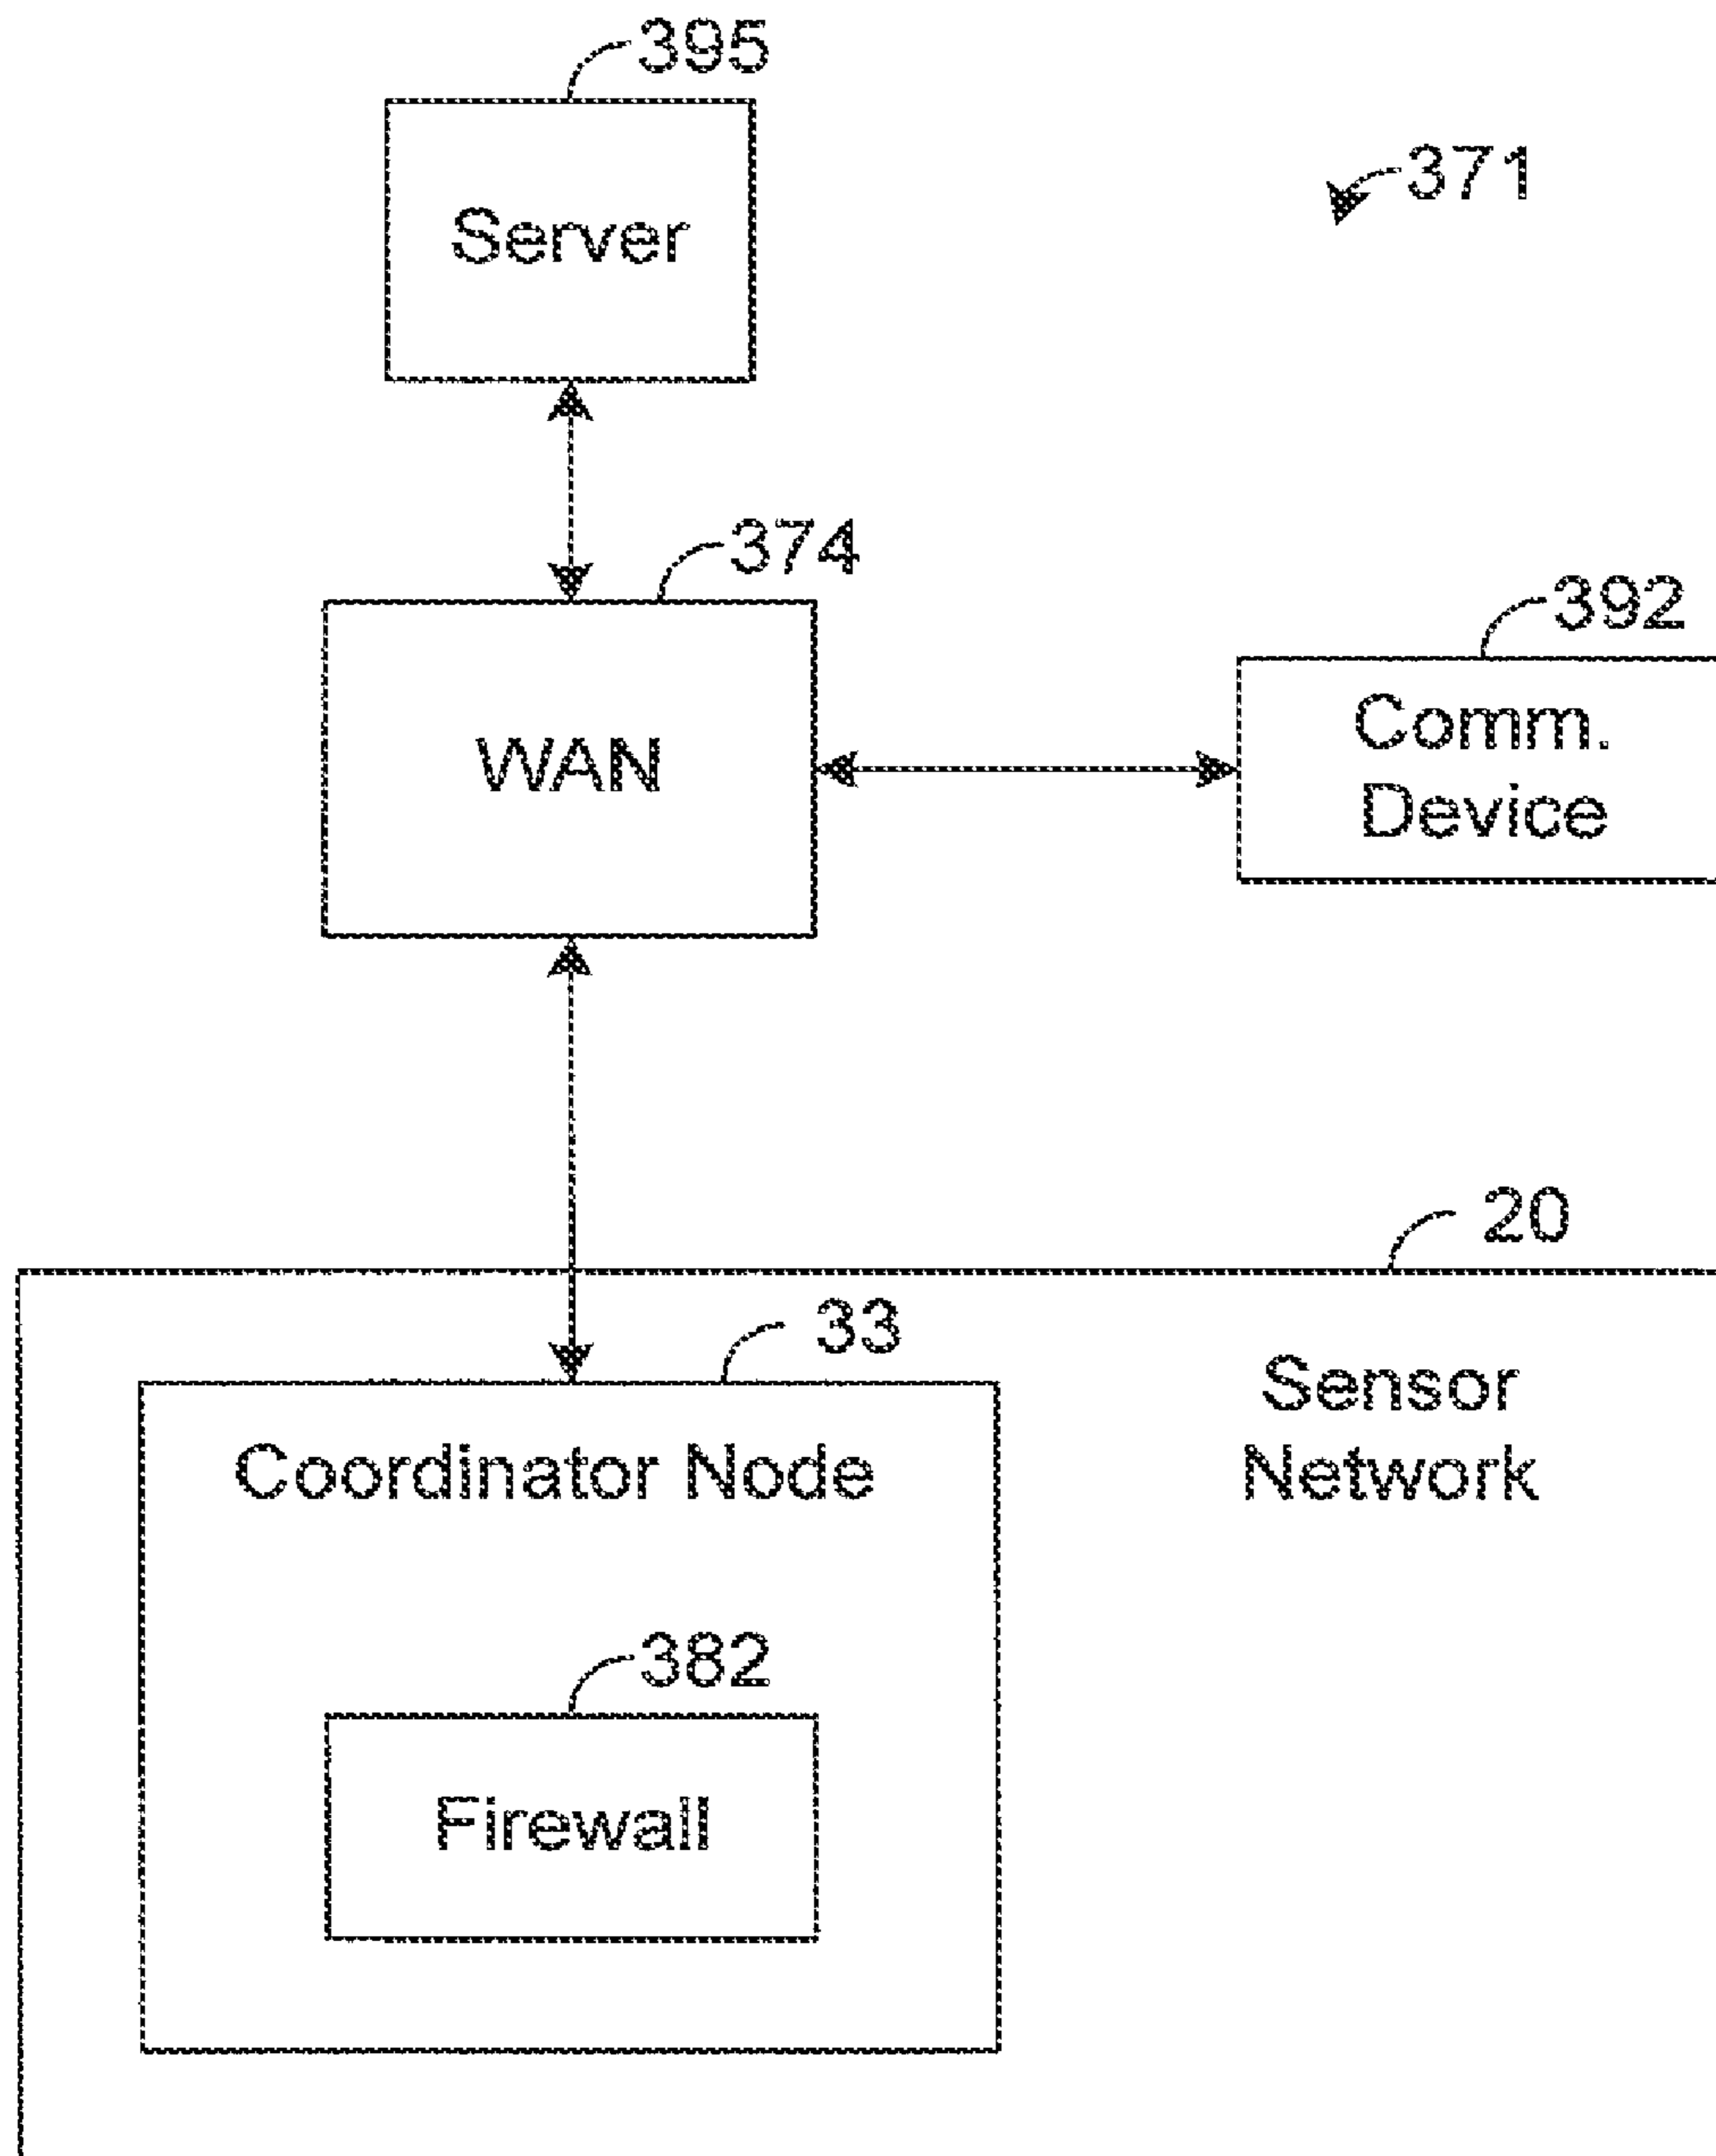 395
371
Server
374
392
WAN
Comm.
Device
20
33
Sensor
Network
Coordinator Node
382
Firewall